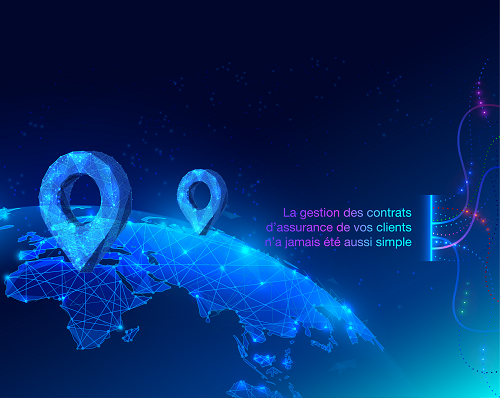 La gestion des contrats
d'assurance de vos clients
n'a jamais été aussi simple